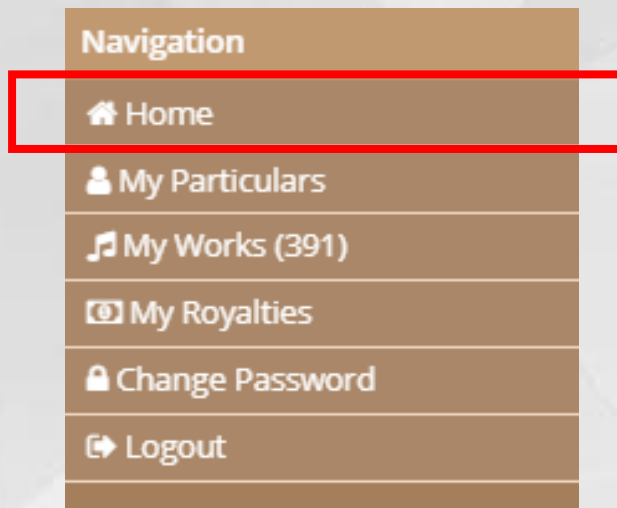 Navigation
Home
My Particulars
My Works (391)
My Royalties
Change Password
Logout